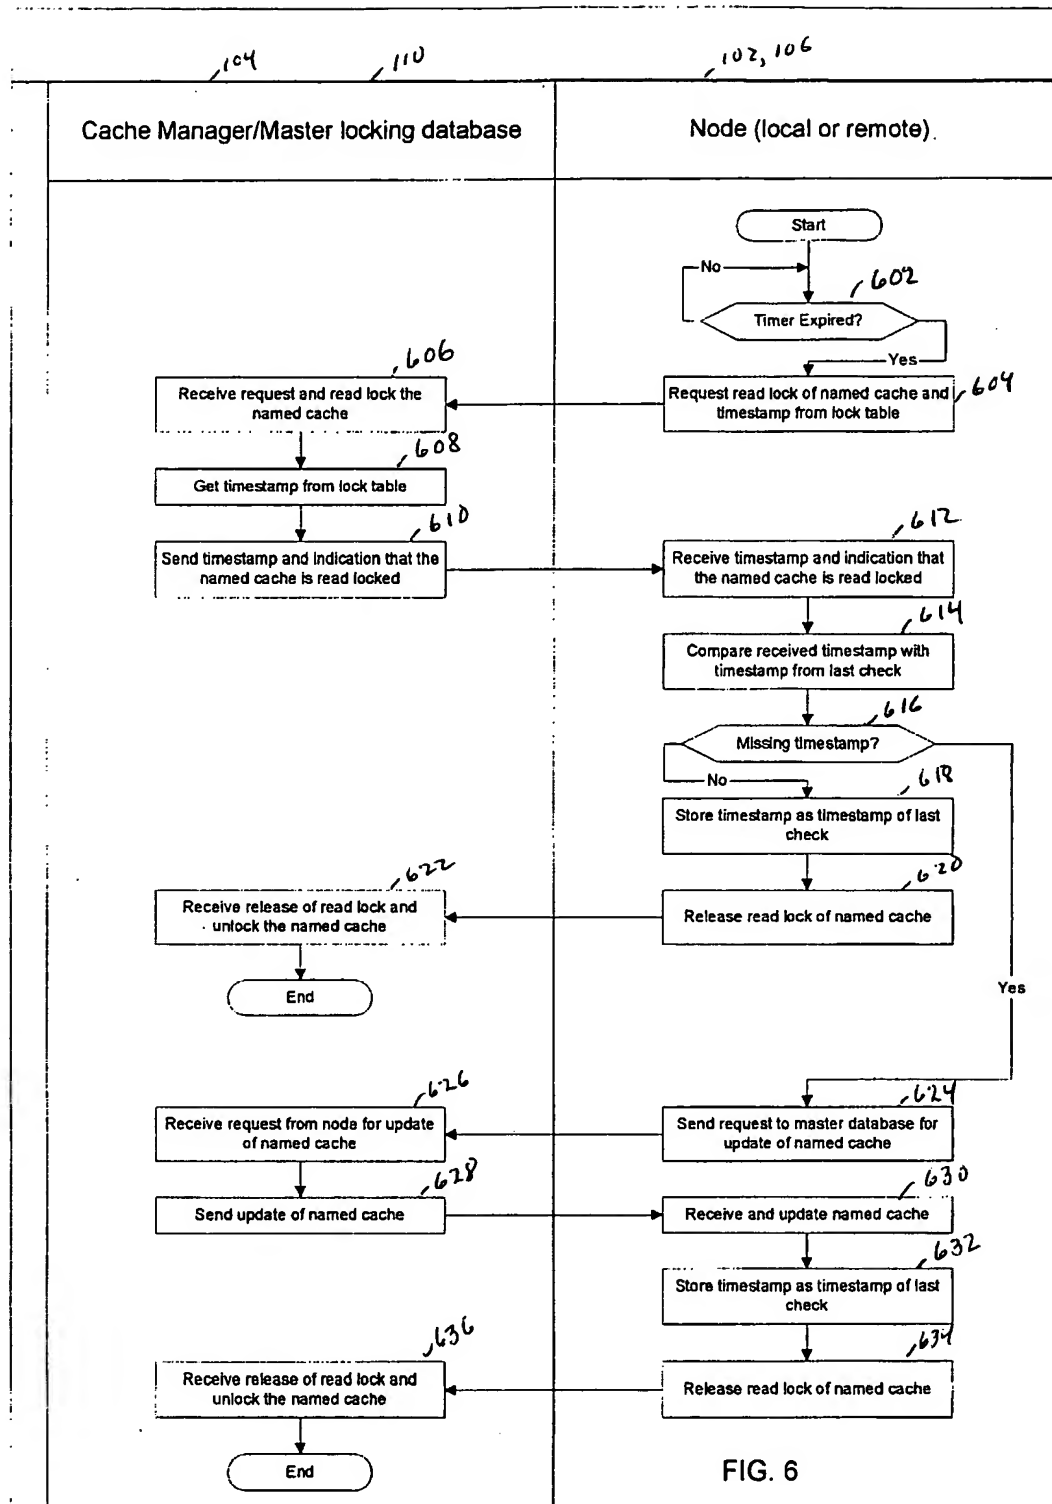 104
110
102, 106
Cache Manager/Master locking database
Node (local or remote)
Start
No
602
Timer Expired?
Yes
606
Receive request and read lock the
named cache
Request read lock of named cache and
timestamp from lock table
604
608
Get timestamp from lock table
610
Send timestamp and indication that the
named cache is read locked
612
Receive timestamp and indication that
the named cache is read locked
614
Compare received timestamp with
timestamp from last check
616
Missing timestamp?
No
618
Store timestamp as timestamp of last
check
622
Receive release of read lock and
unlock the named cache
620
Release read lock of named cache
End
Yes
626
Receive request from node for update
of named cache
624
Send request to master database for
update of named cache
628
Send update of named cache
630
Receive and update named cache
632
Store timestamp as timestamp of last
check
636
Receive release of read lock and
unlock the named cache
634
Release read lock of named cache
End
FIG. 6